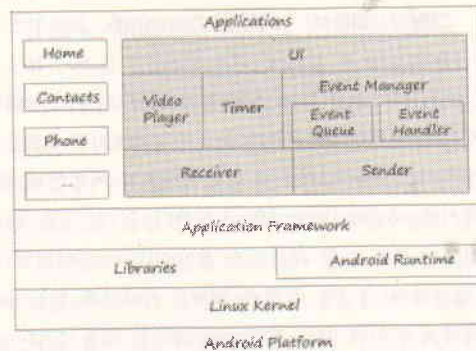 Applications
Home
UI
Contacts
Video
Player
Timer
Event Manager
Event
Queue
Event
Handler
Phone
...
Receiver
Sender
Application Framework
Libraries
Android Runtime
Linux Kernel
Android Platform